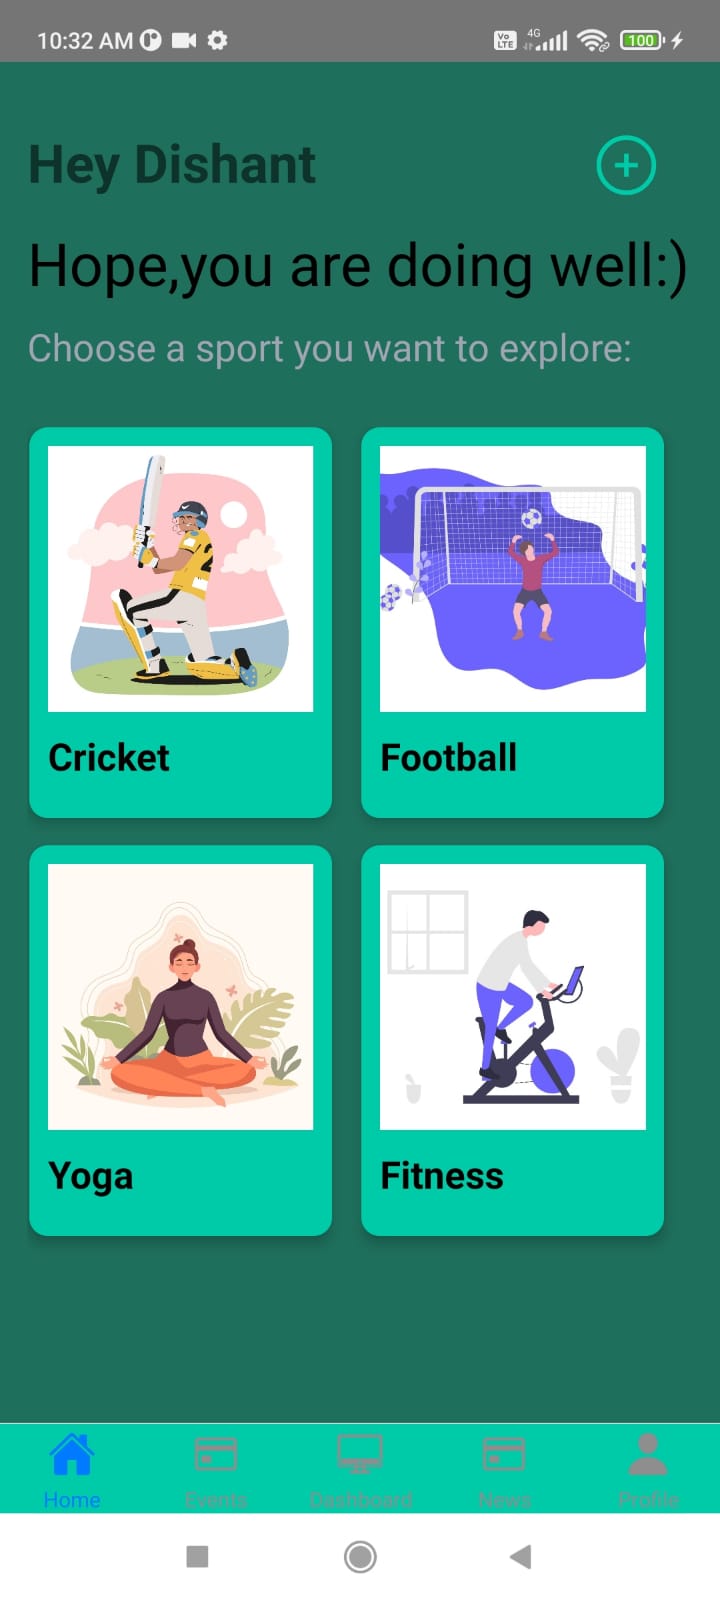 10:32 AM
Vo LTE 4G 100
Hey Dishant
Hope,you are doing well:)
Choose a sport you want to explore:
2
Cricket
Football
Yoga
Fitness
Home Events Dashboard News Profile